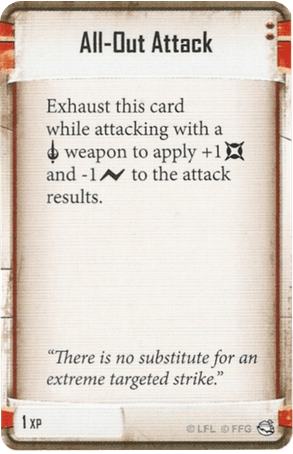 All-Out Attack
Exhaust this card
while attacking with a
weapon to apply +1
and -1 to the attack
results.
“There is no substitute for an
extreme targeted strike.”
1 XP
© LFL © FFG